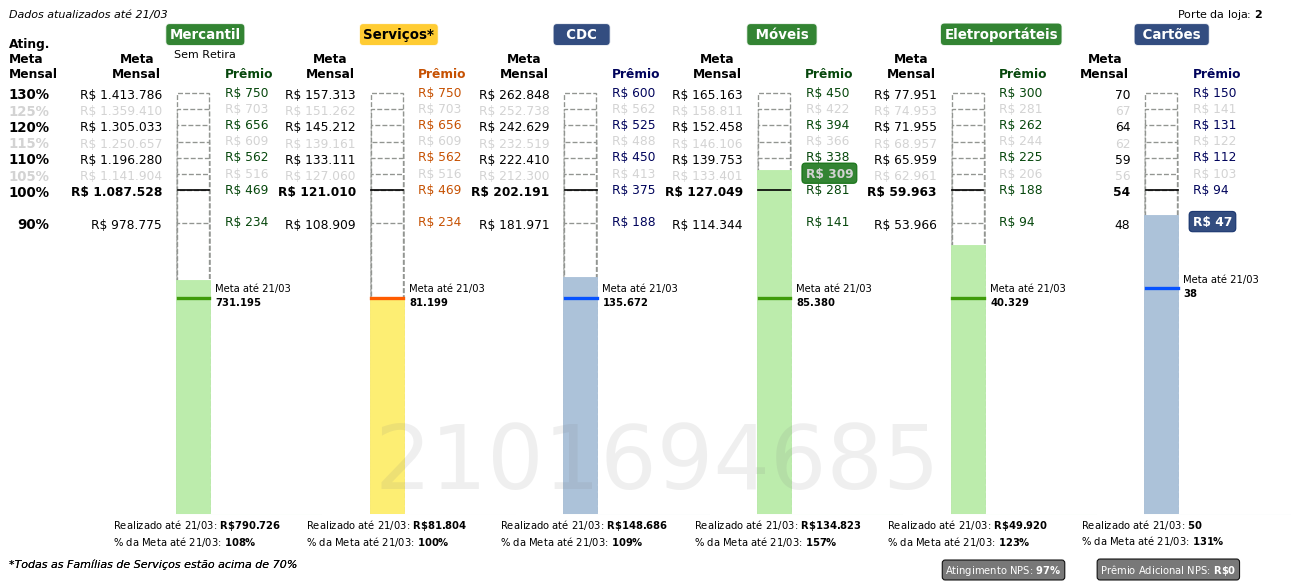 Dados atualizados até 21/03 Porte da loja: 2
Mercantil Serviços* CDC Móveis Eletroportáteis Cartões
Sem Retira
Ating. Meta Mensal Meta Mensal Prêmio Meta Mensal Prêmio Meta Mensal Prêmio Meta Mensal Prêmio Meta Mensal Prêmio Meta Mensal Prêmio
130% R$ 1.413.786 R$ 750 R$ 157.313 R$ 750 R$ 262.848 R$ 600 R$ 165.163 R$ 450 R$ 77.951 R$ 300 70 R$ 150
125% R$ 1.359.410 R$ 703 R$ 151.262 R$ 703 R$ 252.738 R$ 562 R$ 158.811 R$ 422 R$ 74.953 R$ 281 67 R$ 141
120% R$ 1.305.033 R$ 656 R$ 145.212 R$ 656 R$ 242.629 R$ 525 R$ 152.458 R$ 394 R$ 71.955 R$ 262 64 R$ 131
115% R$ 1.250.657 R$ 609 R$ 139.161 R$ 609 R$ 232.519 R$ 488 R$ 146.106 R$ 366 R$ 68.957 R$ 244 62 R$ 122
110% R$ 1.196.280 R$ 562 R$ 133.111 R$ 562 R$ 222.410 R$ 450 R$ 139.753 R$ 338 R$ 65.959 R$ 225 59 R$ 112
105% R$ 1.141.904 R$ 516 R$ 127.060 R$ 516 R$ 212.300 R$ 413 R$ 133.401 R$ 309 R$ 62.961 R$ 206 56 R$ 103
100% R$ 1.087.528 R$ 469 R$ 121.010 R$ 469 R$ 202.191 R$ 375 R$ 127.049 R$ 281 R$ 59.963 R$ 188 54 R$ 94
90% R$ 978.775 R$ 234 R$ 108.909 R$ 234 R$ 181.971 R$ 188 R$ 114.344 R$ 141 R$ 53.966 R$ 94 48 R$ 47
Meta até 21/03 Meta até 21/03 Meta até 21/03 Meta até 21/03 Meta até 21/03 Meta até 21/03
731.195 81.199 135.672 85.380 40.329 38
2101694685
Realizado até 21/03: R$790.726 Realizado até 21/03: R$81.804 Realizado até 21/03: R$148.686 Realizado até 21/03: R$134.823 Realizado até 21/03: R$49.920 Realizado até 21/03: 50
% da Meta até 21/03: 108% % da Meta até 21/03: 100% % da Meta até 21/03: 109% % da Meta até 21/03: 157% % da Meta até 21/03: 123% % da Meta até 21/03: 131%
*Todas as Famílias de Serviços estão acima de 70% Atingimento NPS: 97% Prêmio Adicional NPS: R$0